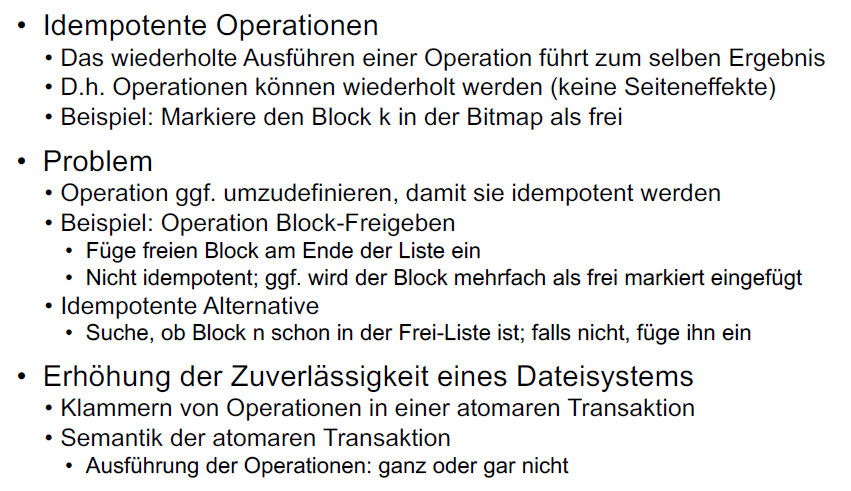 • Idempotente Operationen
• Das wiederholte Ausführen einer Operation führt zum selben Ergebnis
• D.h. Operationen können wiederholt werden (keine Seiteneffekte)
• Beispiel: Markiere den Block k in der Bitmap als frei
• Problem
• Operation ggf. umzudefinieren, damit sie idempotent werden
• Beispiel: Operation Block-Freigeben
• Füge freien Block am Ende der Liste ein
• Nicht idempotent; ggf. wird der Block mehrfach als frei markiert eingefügt
• Idempotente Alternative
• Suche, ob Block n schon in der Frei-Liste ist; falls nicht, füge ihn ein
• Erhöhung der Zuverlässigkeit eines Dateisystems
• Klammern von Operationen in einer atomaren Transaktion
• Semantik der atomaren Transaktion
• Ausführung der Operationen: ganz oder gar nicht